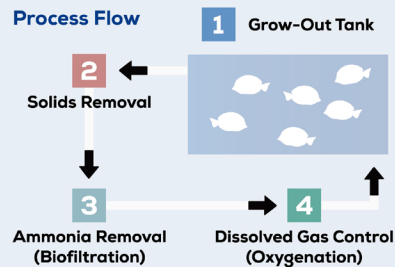 Process Flow
1 Grow-Out Tank
2
Solids Removal
3
Ammonia Removal
(Biofiltration)
4
Dissolved Gas Control
(Oxygenation)